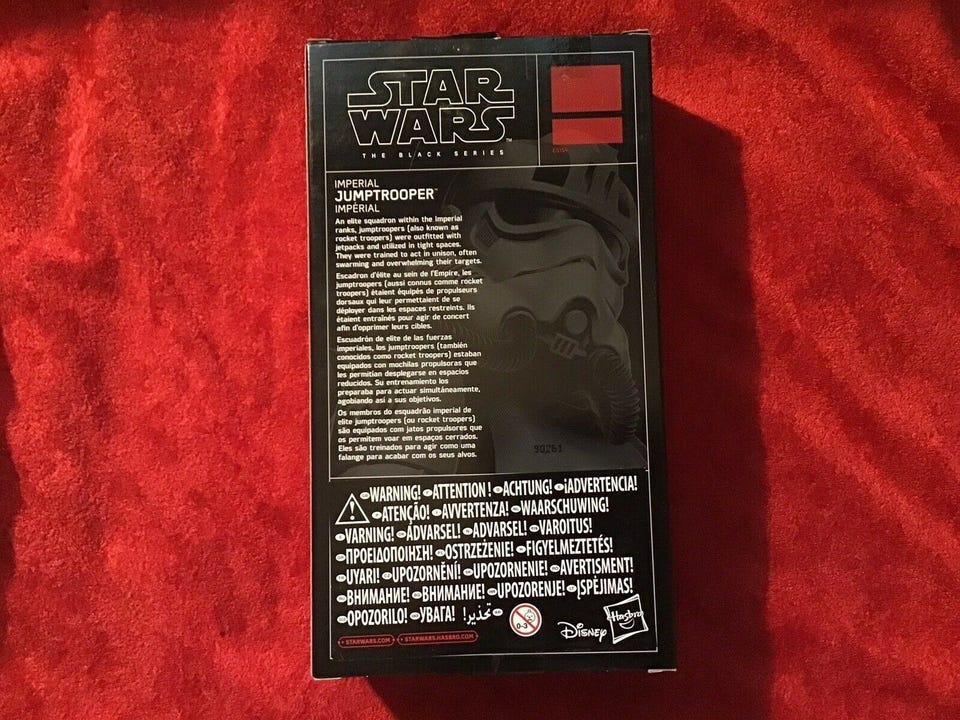 STAR
WARS™
THE BLACK SERIES
IMPERIAL
JUMPTROOPER™
IMPÉRIAL
An elite squadron within the Imperial
ranks, jumptroopers (also known as
rocket troopers) were outfitted with
jetpacks and utilized in tight spaces.
They were trained to act in unison, often
swarming and overwhelming their targets.
Escadron d'élite au sein de l'Empire, les
jumptroopers (aussi connus comme rocket
troopers) étaient équipés de propulseurs
dorsaux qui leur permettaient de se
déployer dans les espaces restreints. Ils
étaient entraînés pour agir de concert
afin d'opprimer leurs cibles.
Escuadrón de elite de las fuerzas
imperiales, los jumptroopers (también
conocidos como rocket troopers) estaban
equipados con mochilas propulsoras que
les permitían desplegarse en espacios
reducidos. Su entrenamiento los
preparaba para actuar simultáneamente,
agobiando así a sus objetivos.
Os membros do esquadrão imperial de
elite jumptroopers (ou rocket troopers)
são equipados com jatos propulsores que
os permitem voar em espaços cerrados.
Eles são treinados para agir como uma
falange para acabar com os seus alvos.
90261
WARNING! ATTENTION! ACHTUNG! ¡ADVERTENCIA!
ATENÇÃO! AVVERTENZA! WAARSCHUWING!
VARNING! ADVARSEL! ADVARSEL! VAROITUS!
ΠΡΟΕΙΔΟΠΟΙΗΣΗ! OSTRZEŻENIE! FIGYELMEZTETÉS!
UYARI! UPOZORNĚNÍ! UPOZORNENIE! AVERTISMENT!
ВНИМАНИЕ! ВНИМАНИЕ! UPOZORENJE! ĮSPĖJIMAS!
OPOZORILO! УВАГА! تحذير!
0-3
Disney
Hasbro
STARWARS.COM
STARWARS.HASBRO.COM